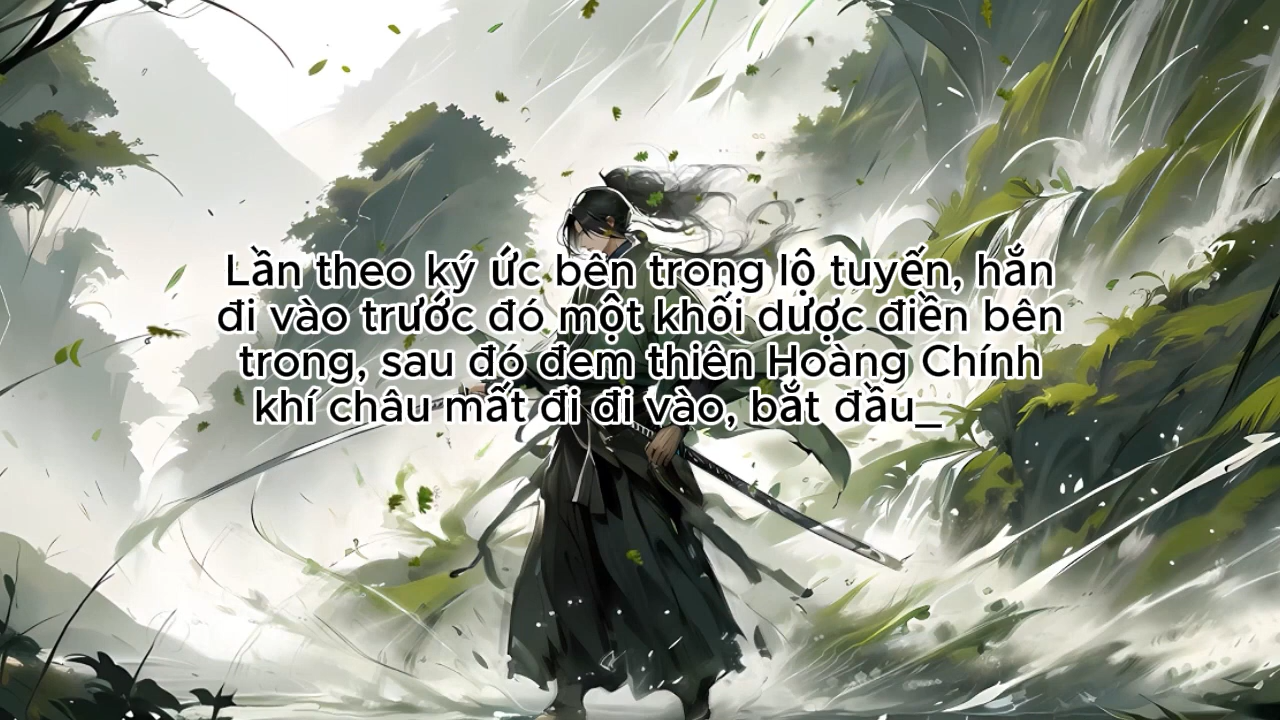 Lần theo ký ức bên trong lộ tuyến, hắn
đi vào trước đó một khối dược điền bên
trong, sau đó đem thiên Hoàng Chính
khí châu mất đi đi vào, bắt đầu_